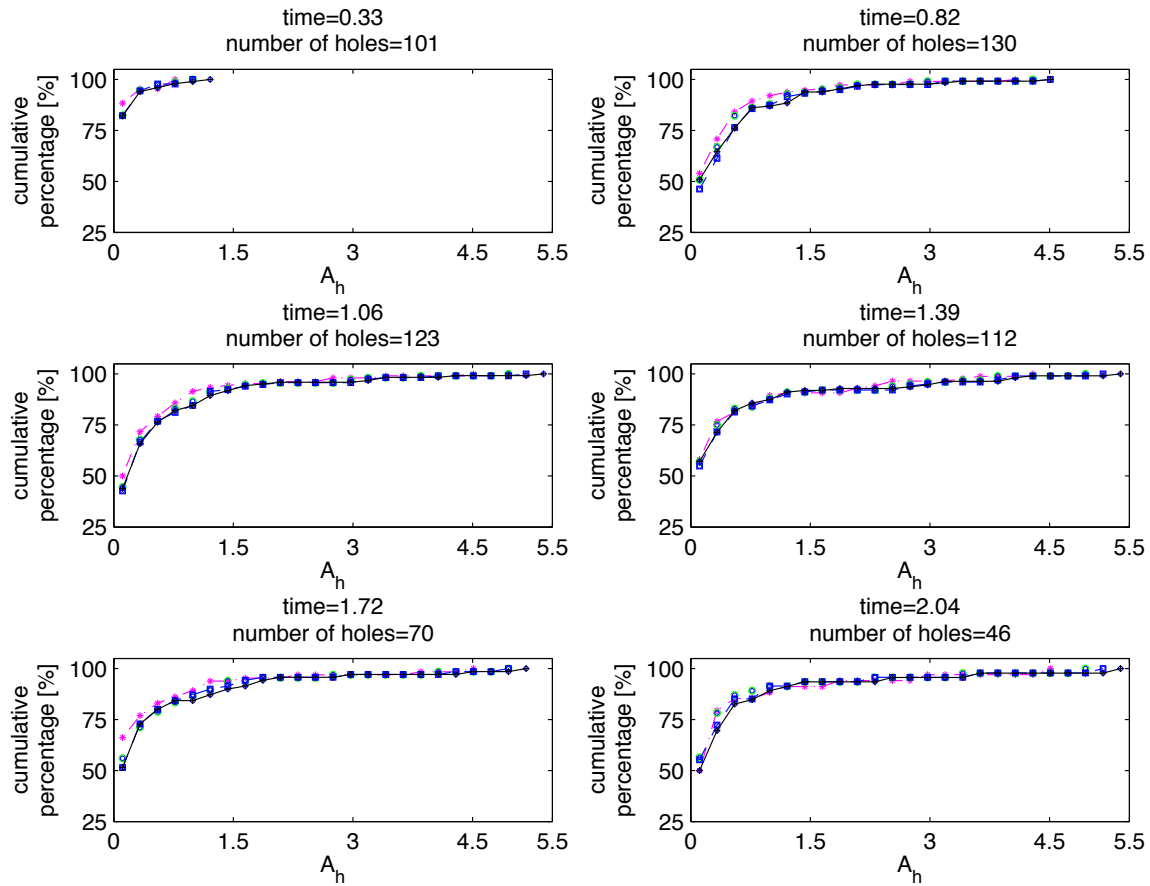 time=0.33
number of holes=101
cumulative
percentage [%]
100
75
50
25
0
1.5
3
4.5
5.5
A_h
time=0.82
number of holes=130
cumulative
percentage [%]
100
75
50
25
0
1.5
3
4.5
5.5
A_h
time=1.06
number of holes=123
cumulative
percentage [%]
100
75
50
25
0
1.5
3
4.5
5.5
A_h
time=1.39
number of holes=112
cumulative
percentage [%]
100
75
50
25
0
1.5
3
4.5
5.5
A_h
time=1.72
number of holes=70
cumulative
percentage [%]
100
75
50
25
0
1.5
3
4.5
5.5
A_h
time=2.04
number of holes=46
cumulative
percentage [%]
100
75
50
25
0
1.5
3
4.5
5.5
A_h